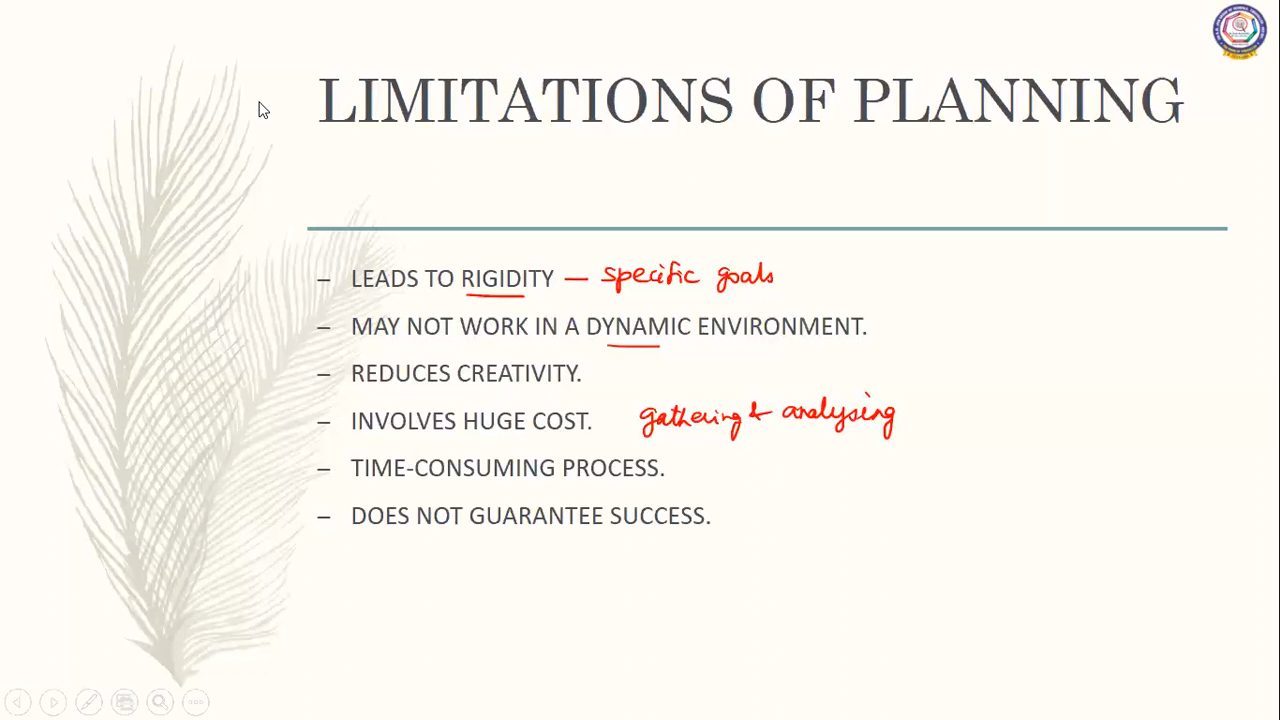 LIMITATIONS OF PLANNING
– LEADS TO RIGIDITY — specific goals
– MAY NOT WORK IN A DYNAMIC ENVIRONMENT.
– REDUCES CREATIVITY.
– INVOLVES HUGE COST. gathering & analysing
– TIME-CONSUMING PROCESS.
– DOES NOT GUARANTEE SUCCESS.